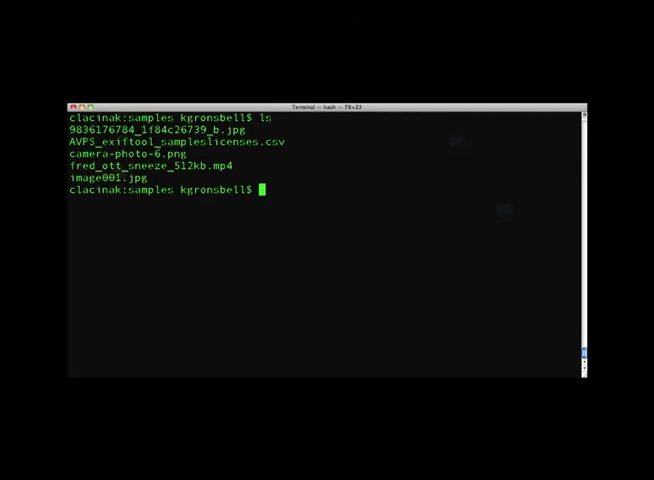 Terminal — bash — 78×22
clacinak:samples kgronsbell$ ls
9836176784_1f84c26739_b.jpg
AVPS_exiftool_sampleslicenses.csv
camera-photo-6.png
fred_ott_sneeze_512kb.mp4
image001.jpg
clacinak:samples kgronsbell$